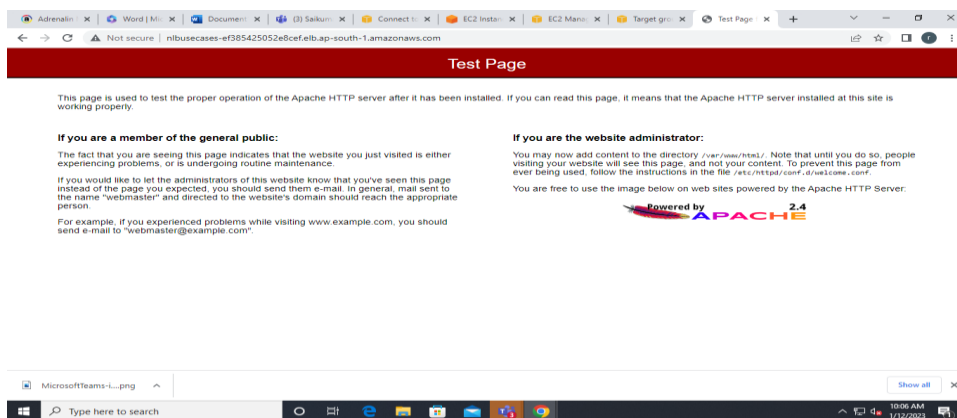 Adrenalin
Word | Mic
Document
(3) Saikum
Connect to
EC2 Instan
EC2 Manag
Target gro
Test Page
Not secure | nlbusecases-ef385425052e8cef.elb.ap-south-1.amazonaws.com
Test Page
This page is used to test the proper operation of the Apache HTTP server after it has been installed. If you can read this page, it means that the Apache HTTP server installed at this site is
working properly.
If you are a member of the general public:
The fact that you are seeing this page indicates that the website you just visited is either
experiencing problems, or is undergoing routine maintenance.
If you would like to let the administrators of this website know that you've seen this page
instead of the page you expected, you should send them e-mail. In general, mail sent to
the name "webmaster" and directed to the website's domain should reach the appropriate
person.
For example, if you experienced problems while visiting www.example.com, you should
send e-mail to "webmaster@example.com".
If you are the website administrator:
You may now add content to the directory /var/www/html/. Note that until you do so, people
visiting your website will see this page, and not your content. To prevent this page from
ever being used, follow the instructions in the file /etc/httpd/conf.d/welcome.conf.
You are free to use the image below on web sites powered by the Apache HTTP Server:
Powered by 2.4
APACHE
MicrosoftTeams-i....png
Show all
Type here to search
10:06 AM
1/12/2023